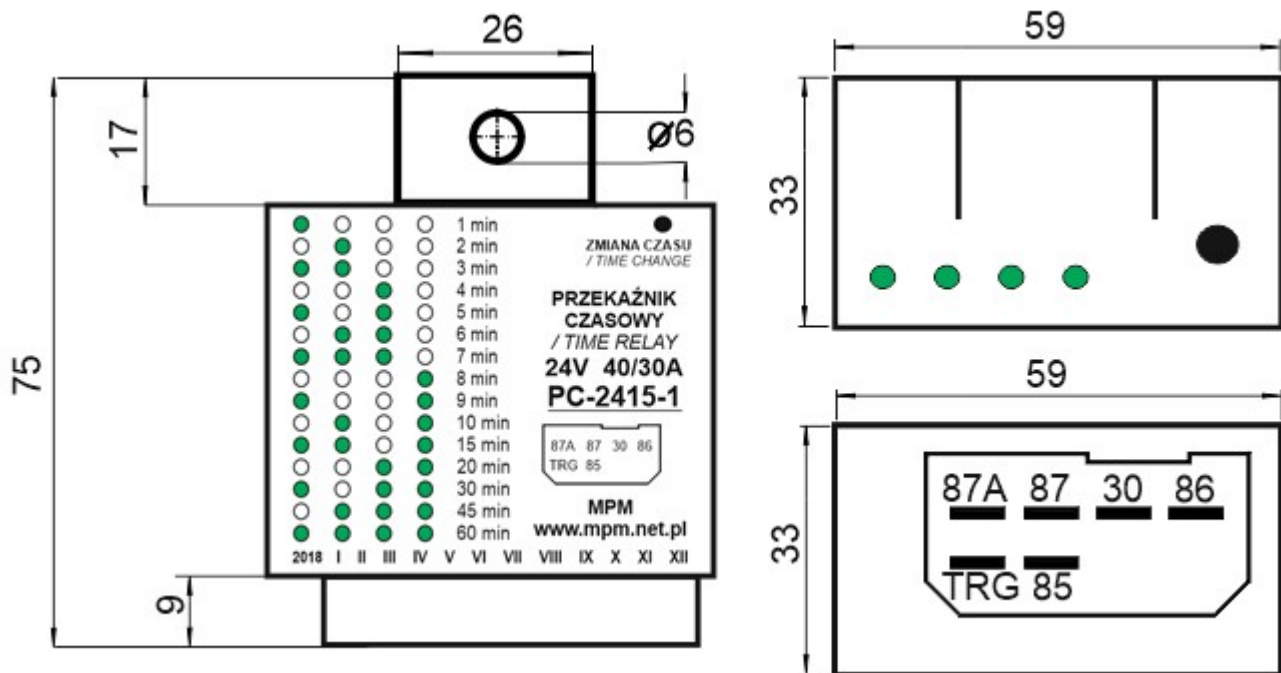 26
17
Ø6
75
9
1 min
2 min
3 min
4 min
5 min
6 min
7 min
8 min
9 min
10 min
15 min
20 min
30 min
45 min
60 min
2018 I II III IV V VI VII VIII IX X XI XII
ZMIANA CZASU
/ TIME CHANGE
PRZEKAŹNIK
CZASOWY
/ TIME RELAY
24V 40/30A
PC-2415-1
87A 87 30 86
TRG 85
MPM
www.mpm.net.pl
59
33
59
33
87A 87 30 86
TRG 85